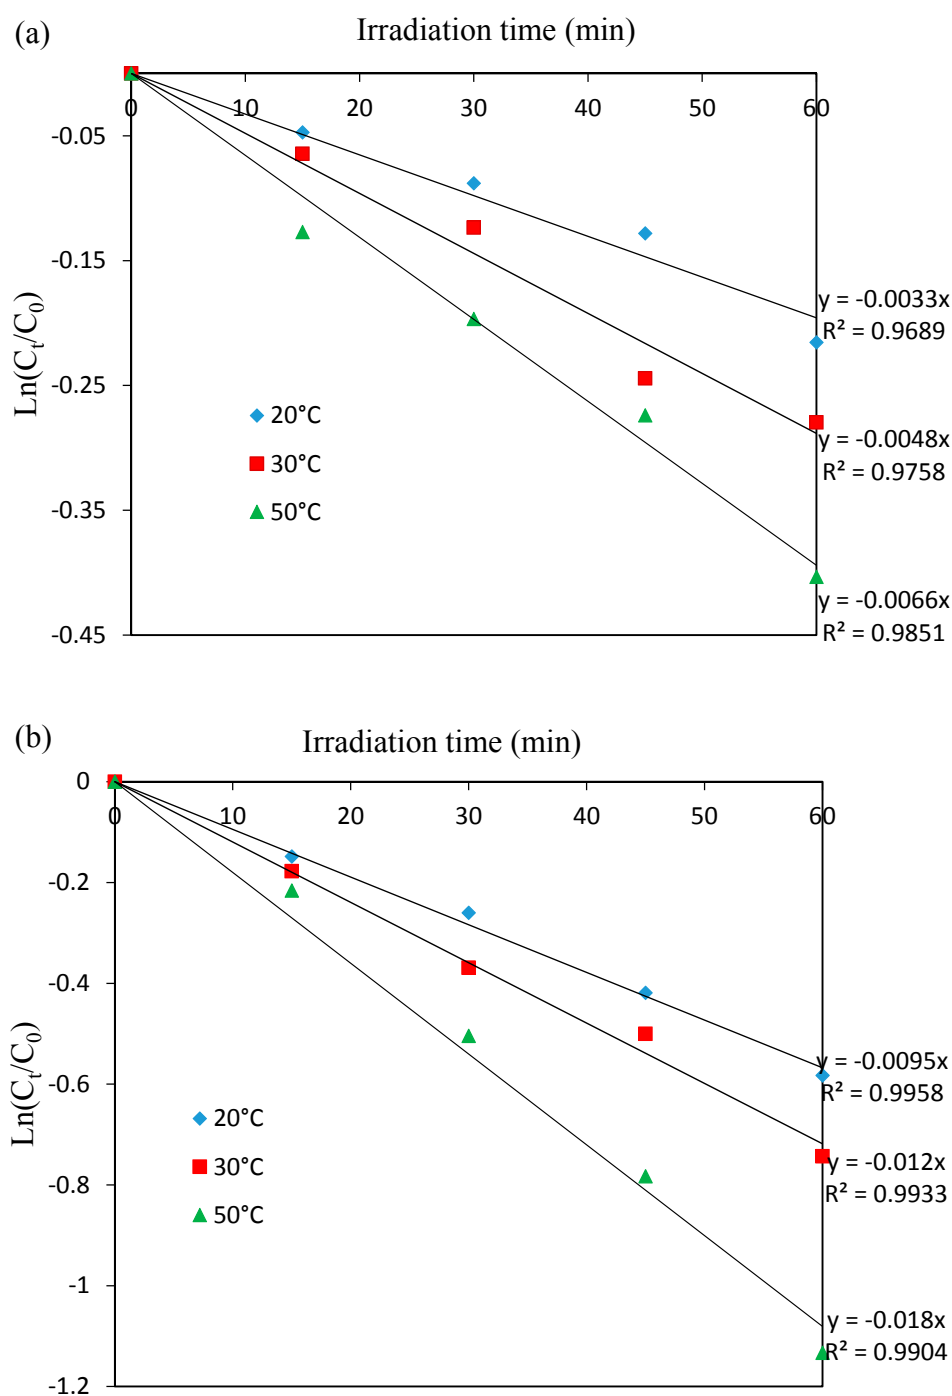 (a)
Irradiation time (min)
0 10 20 30 40 50 60
-0.05
-0.15
-0.25
-0.35
-0.45
Ln(Cₜ/C₀)
20°C
30°C
50°C
y = -0.0033x
R² = 0.9689
y = -0.0048x
R² = 0.9758
y = -0.0066x
R² = 0.9851
(b)
Irradiation time (min)
0
0 10 20 30 40 50 60
-0.2
-0.4
-0.6
-0.8
-1
-1.2
Ln(Cₜ/C₀)
20°C
30°C
50°C
y = -0.0095x
R² = 0.9958
y = -0.012x
R² = 0.9933
y = -0.018x
R² = 0.9904